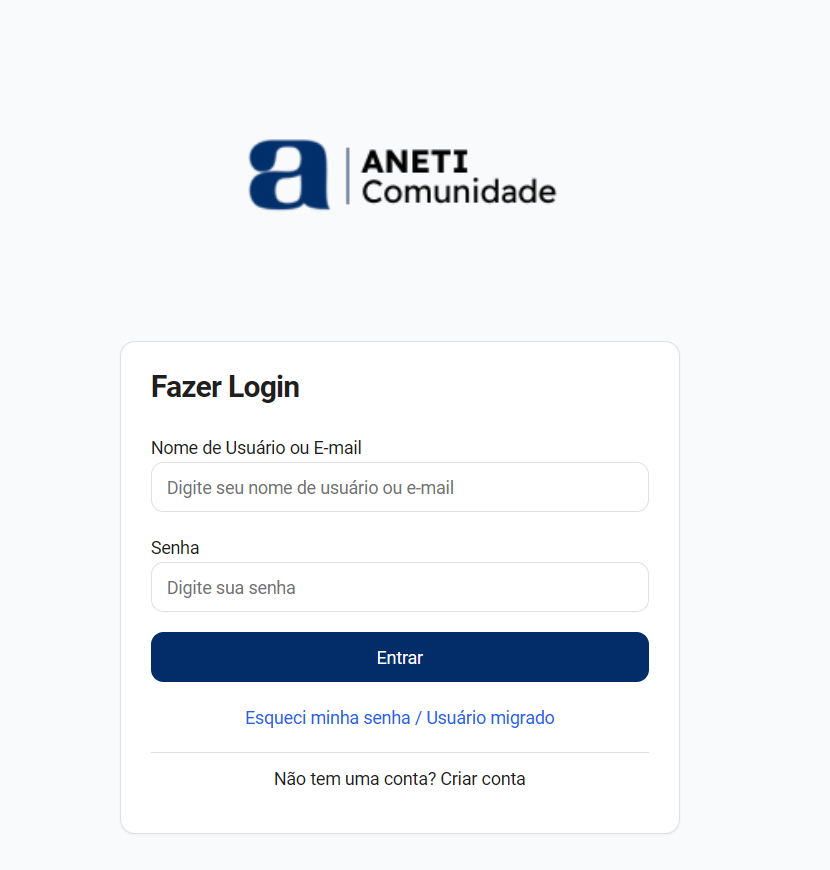 a
ANETI
Comunidade
Fazer Login
Nome de Usuário ou E-mail
Digite seu nome de usuário ou e-mail
Senha
Digite sua senha
Entrar
Esqueci minha senha / Usuário migrado
Não tem uma conta? Criar conta